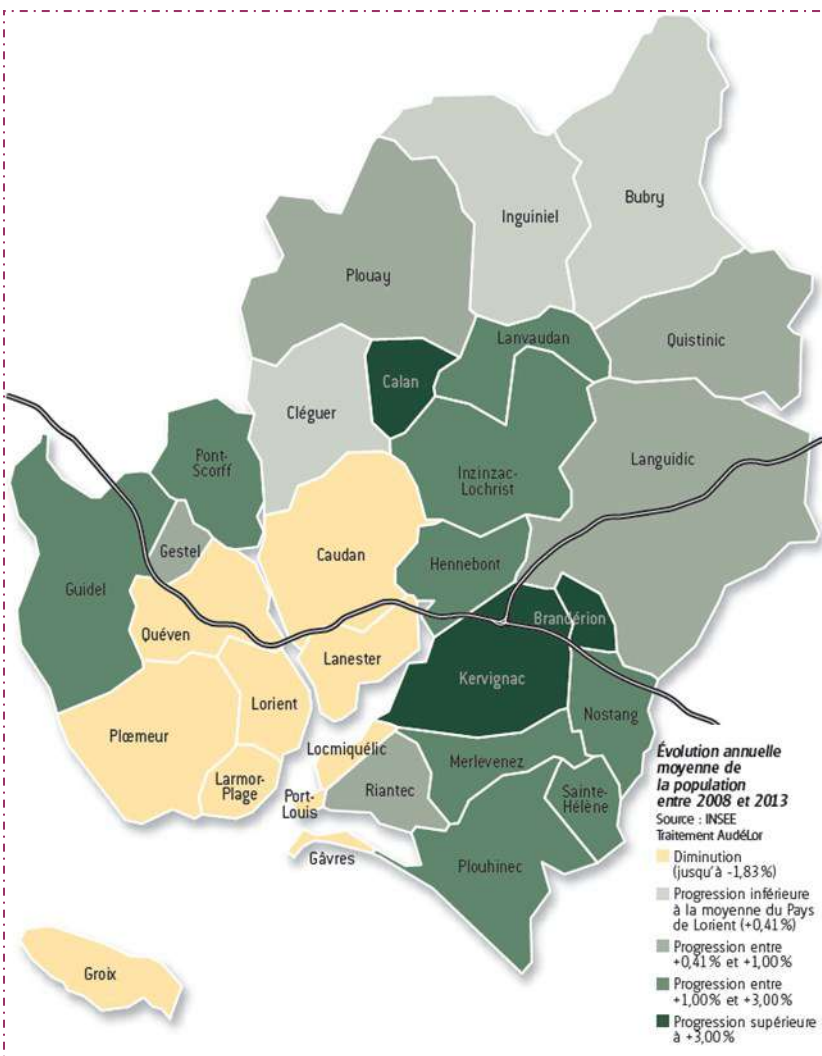 Bubry
Inguiniel
Plouay
Lanvaudan
Quistinic
Calan
Cléguer
Pont-
Scorff
Inzinzac-
Lochrist
Languidic
Gestel
Caudan
Hennebont
Guidel
Brandérion
Quéven
Lanester
Kervignac
Lorient
Nostang
Plœmeur
Locmiquélic
Merlevenez
Larmor-
Plage
Port-
Louis
Riantec
Sainte-
Hélène
Gâvres
Plouhinec
Groix
Évolution annuelle
moyenne de
la population
entre 2008 et 2013
Source : INSEE
Traitement AudéLor
Diminution
(jusqu'à -1,83%)
Progression inférieure
à la moyenne du Pays
de Lorient (+0,41%)
Progression entre
+0,41% et +1,00%
Progression entre
+1,00% et +3,00%
Progression supérieure
à +3,00%